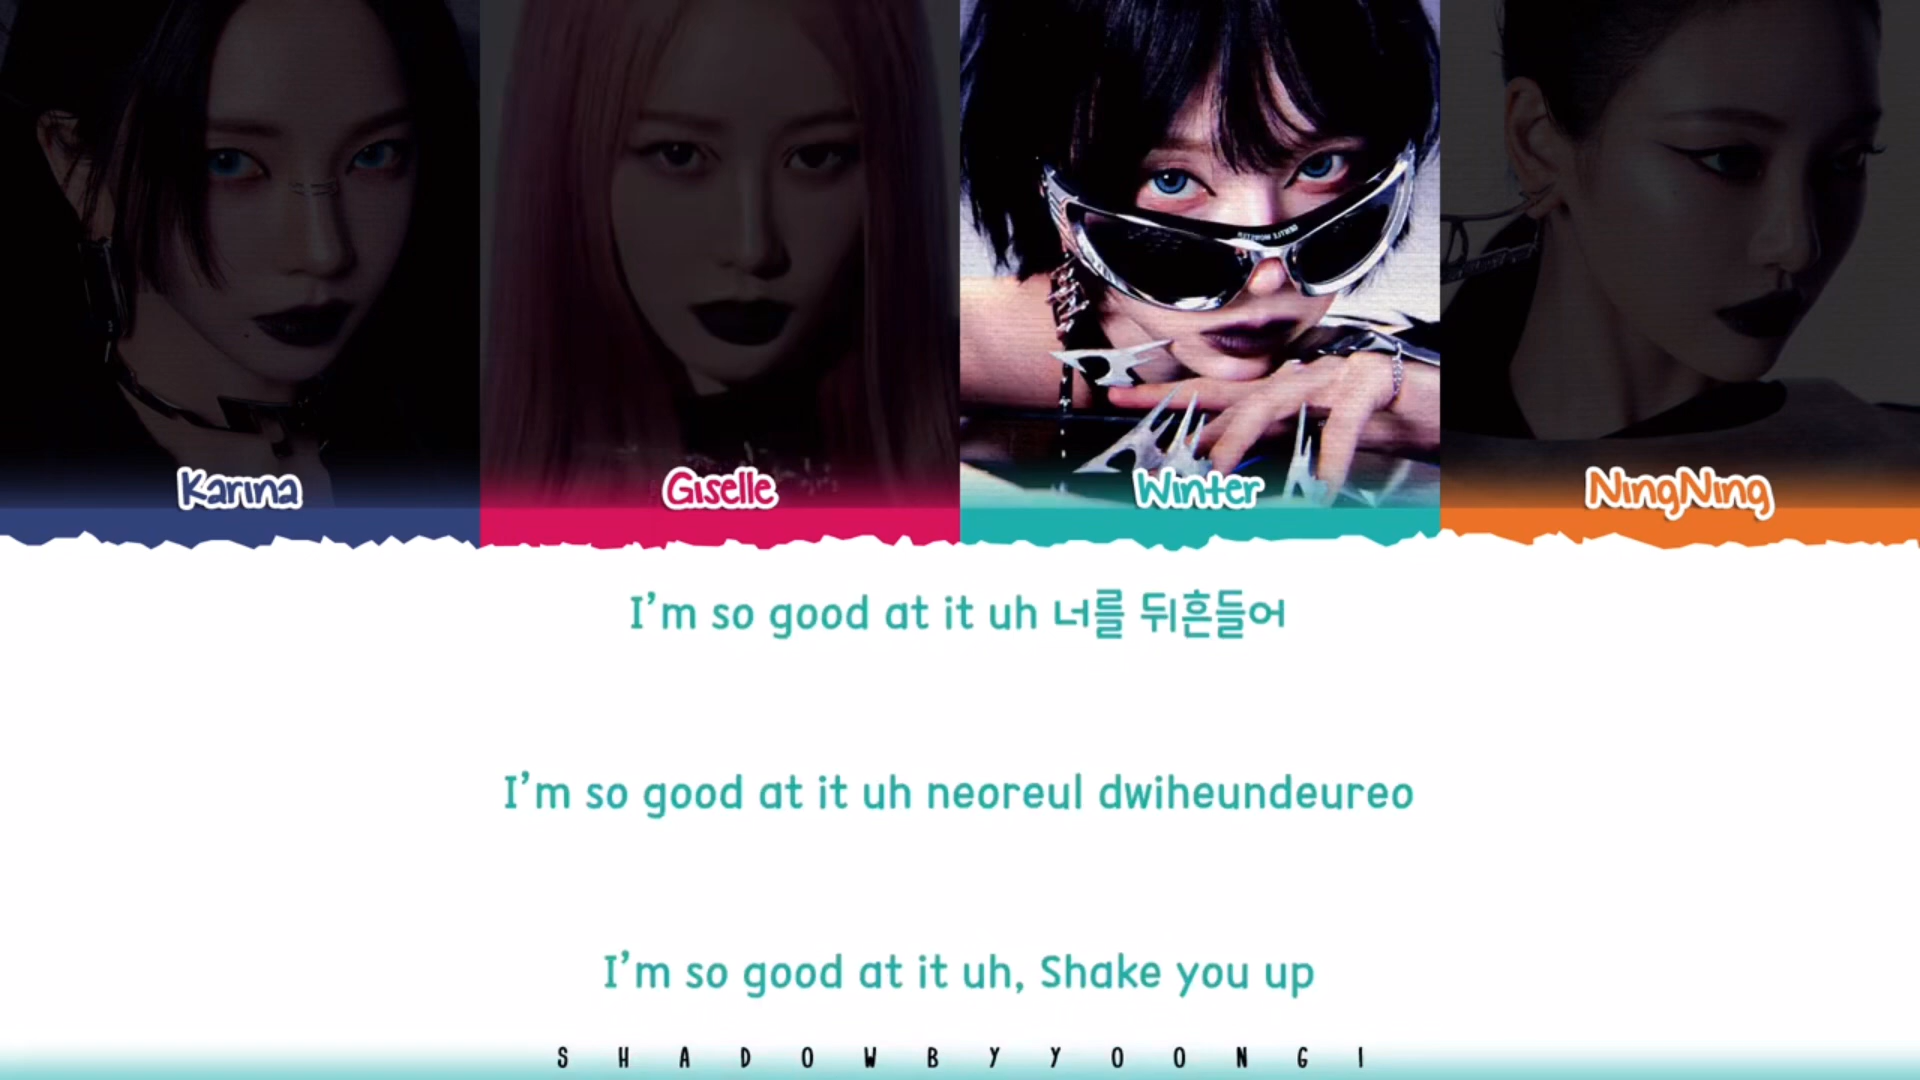 Karina
Giselle
Winter
NingNing
I'm so good at it uh 너를 뒤흔들어
I'm so good at it uh neoreul dwiheundeureo
I'm so good at it uh, Shake you up
SHADOWBYYOONGI